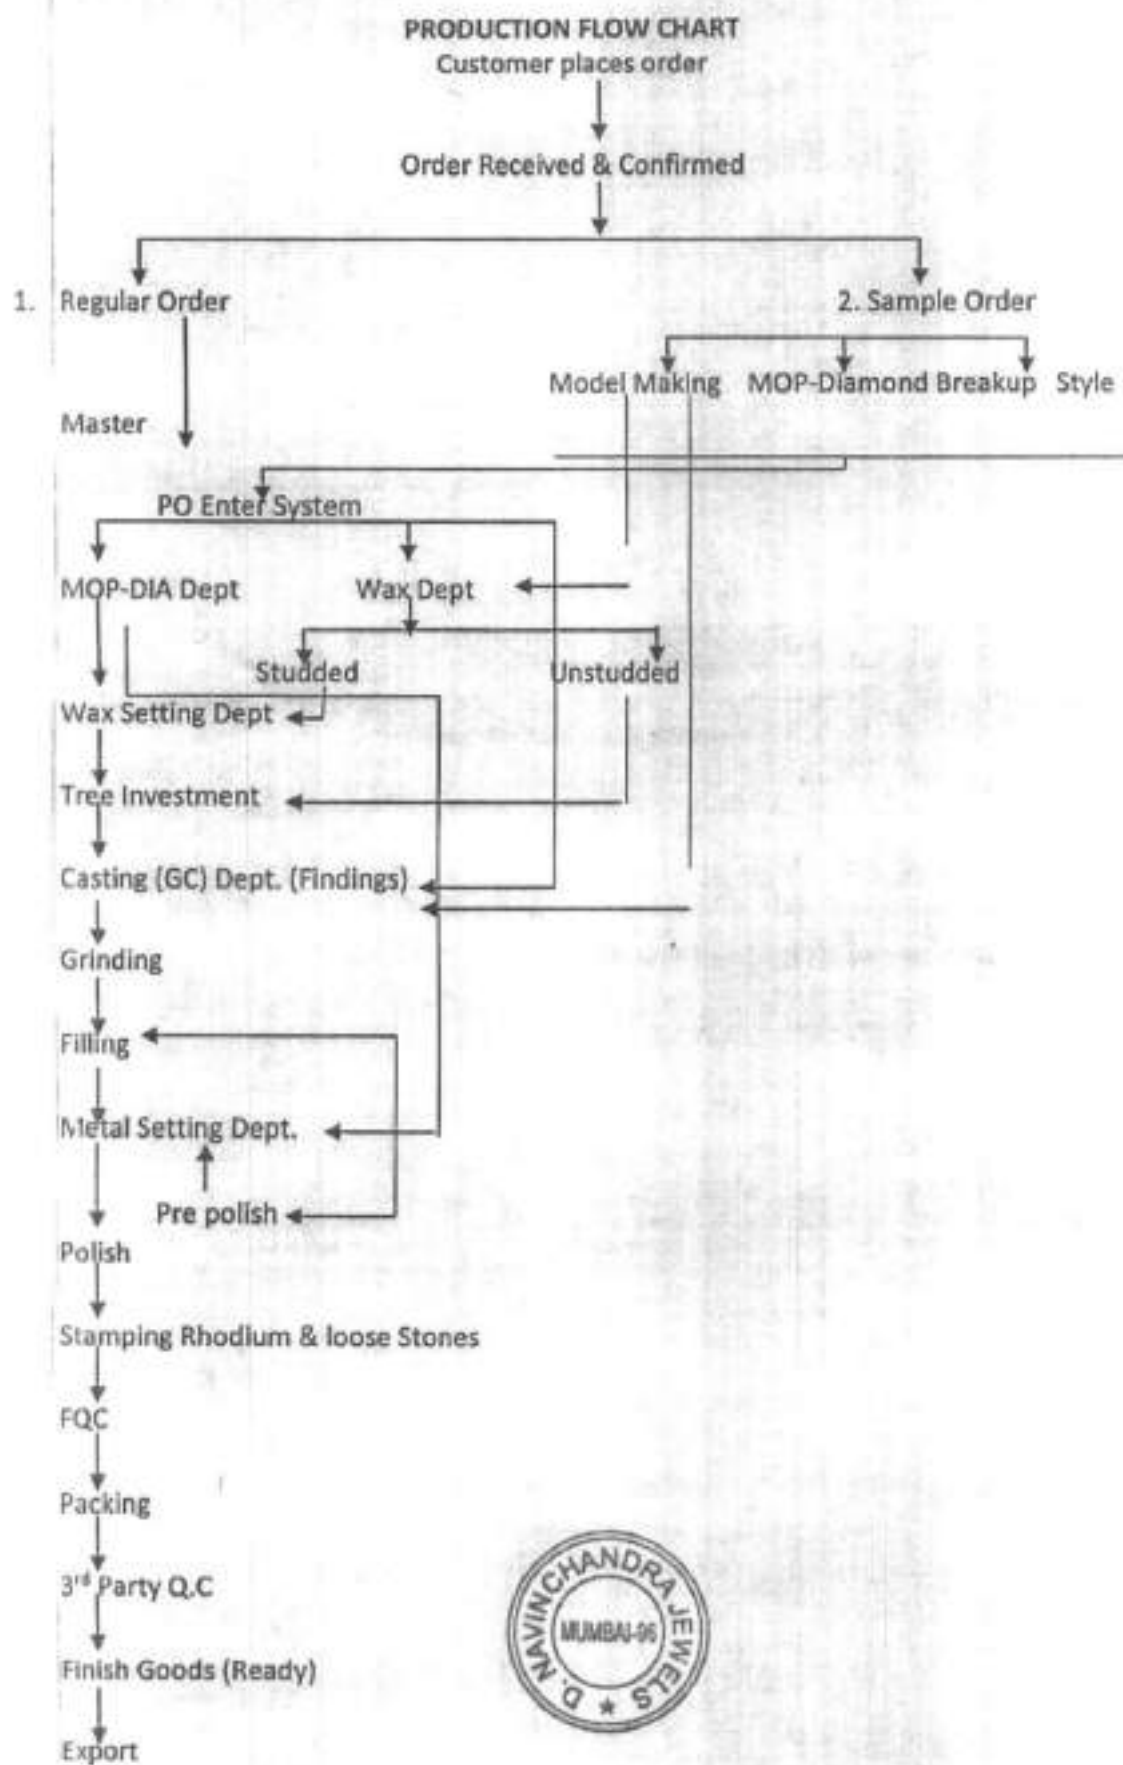 PRODUCTION FLOW CHART
Customer places order
Order Received & Confirmed
1. Regular Order
2. Sample Order
Model Making MOP-Diamond Breakup Style
Master
PO Enter System
MOP-DIA Dept
Wax Dept
Studded
Unstudded
Wax Setting Dept
Tree Investment
Casting (GC) Dept. (Findings)
Grinding
Filling
Metal Setting Dept.
Pre polish
Polish
Stamping Rhodium & loose Stones
FQC
Packing
3rd Party Q.C
Finish Goods (Ready)
Export
D. NAVINCHANDRA JEWELS
MUMBAI-96